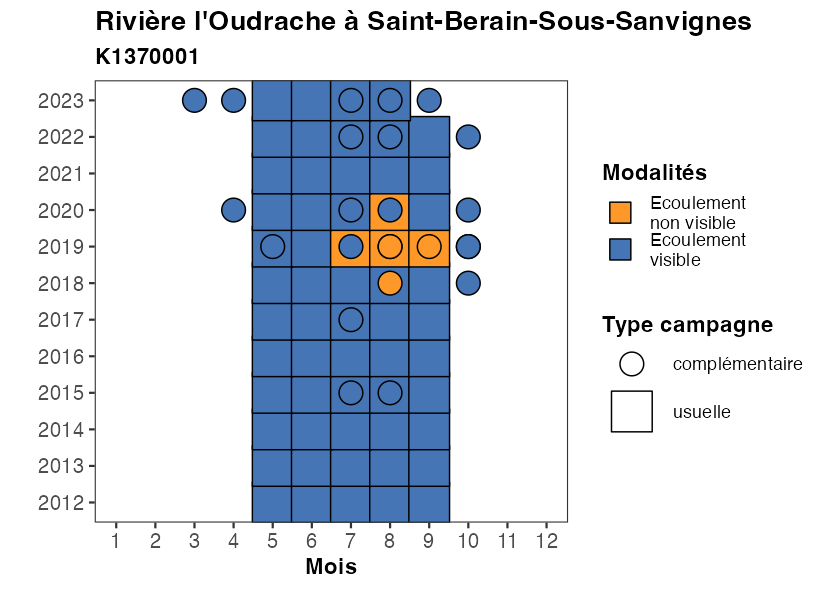 Rivière l'Oudrache à Saint-Berain-Sous-Sanvignes
K1370001
2023
2022
2021
2020
2019
2018
2017
2016
2015
2014
2013
2012
1 2 3 4 5 6 7 8 9 10 11 12
Mois
Modalités
Ecoulement
non visible
Ecoulement
visible
Type campagne
complémentaire
usuelle